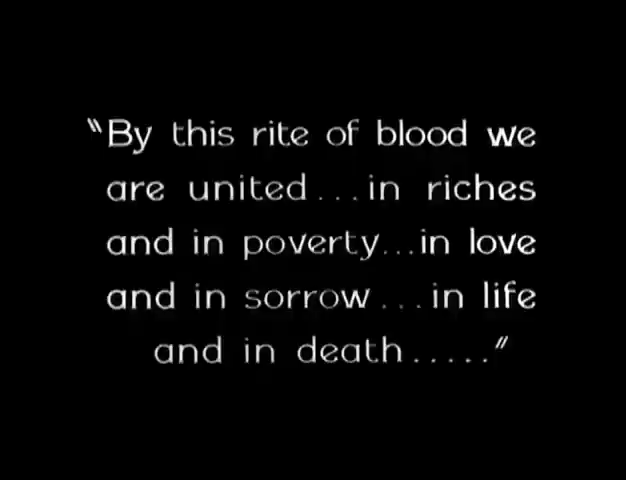 "By this rite of blood we
are united...in riches
and in poverty...in love
and in sorrow...in life
and in death....."